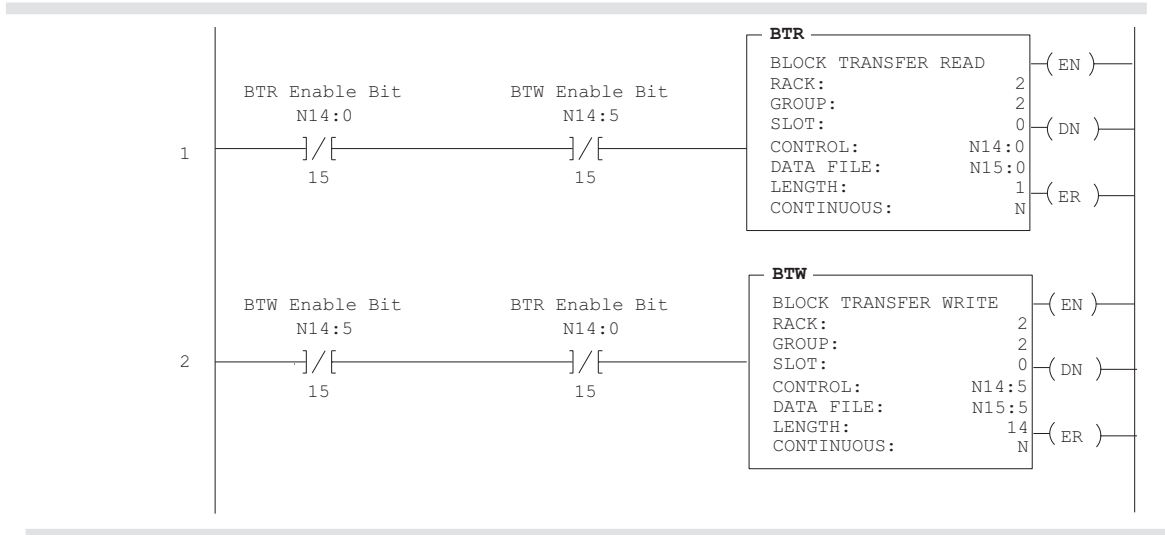 BTR
BLOCK TRANSFER READ
RACK: 2
GROUP: 2
SLOT: 0
CONTROL: N14:0
DATA FILE: N15:0
LENGTH: 1
CONTINUOUS: N
EN
DN
ER
BTR Enable Bit
N14:0
]/[
15
BTW Enable Bit
N14:5
]/[
15
1
BTW
BLOCK TRANSFER WRITE
RACK: 2
GROUP: 2
SLOT: 0
CONTROL: N14:5
DATA FILE: N15:5
LENGTH: 14
CONTINUOUS: N
EN
DN
ER
BTW Enable Bit
N14:5
]/[
15
BTR Enable Bit
N14:0
]/[
15
2